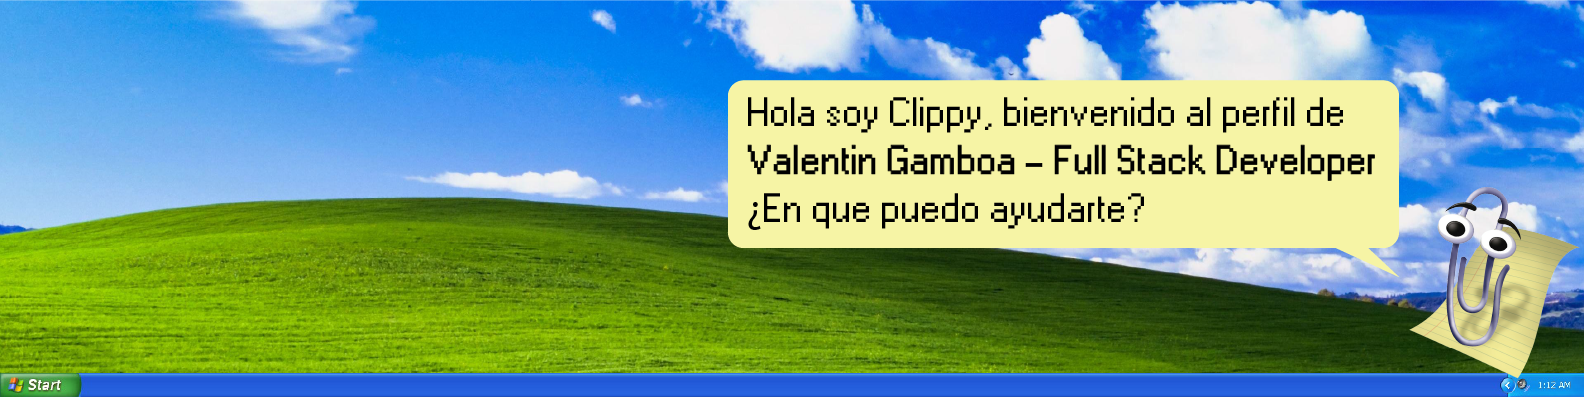 Hola soy Clippy, bienvenido al perfil de
Valentin Gamboa – Full Stack Developer
¿En que puedo ayudarte?
Start
1:12 AM